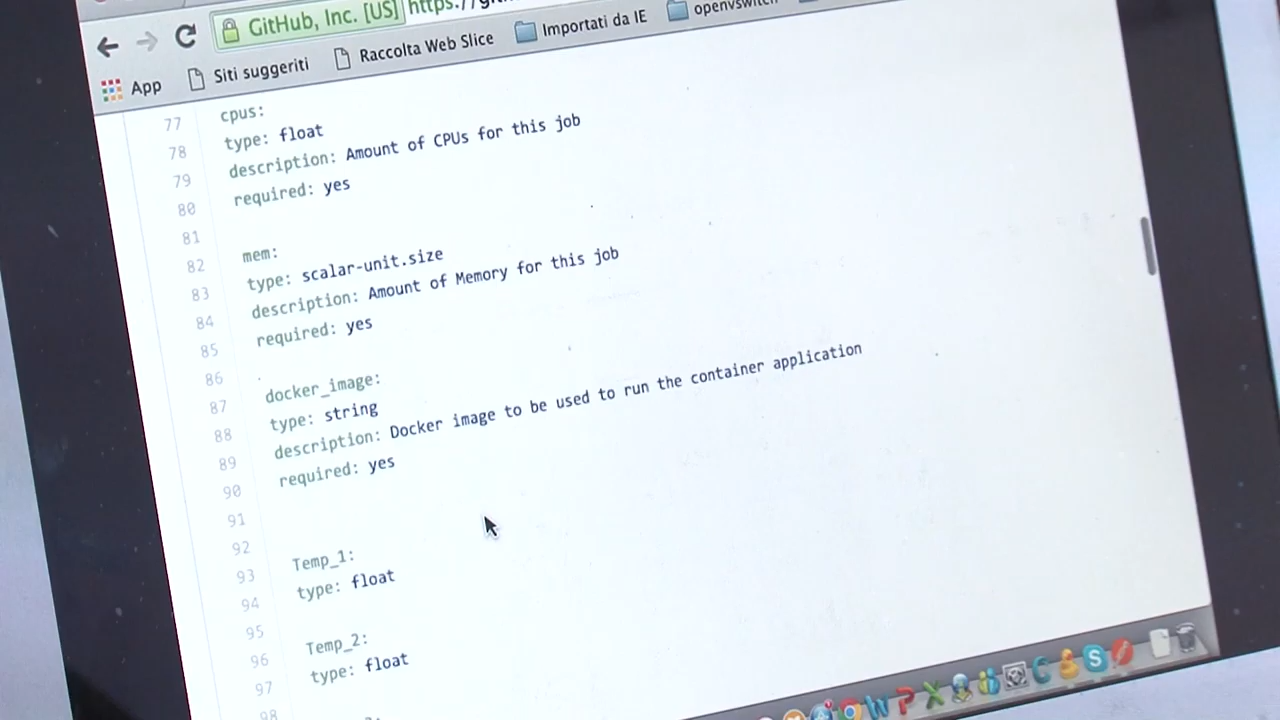 GitHub, Inc. [US] https://
App Siti suggeriti Raccolta Web Slice Importati da IE openvswitch
77 cpus:
78 type: float
79 description: Amount of CPUs for this job
80 required: yes
81
82 mem:
83 type: scalar-unit.size
84 description: Amount of Memory for this job
85 required: yes
86
87 docker_image:
88 type: string
89 description: Docker image to be used to run the container application
90 required: yes
91
92
93 Temp_1:
94 type: float
95
96 Temp_2:
97 type: float
98